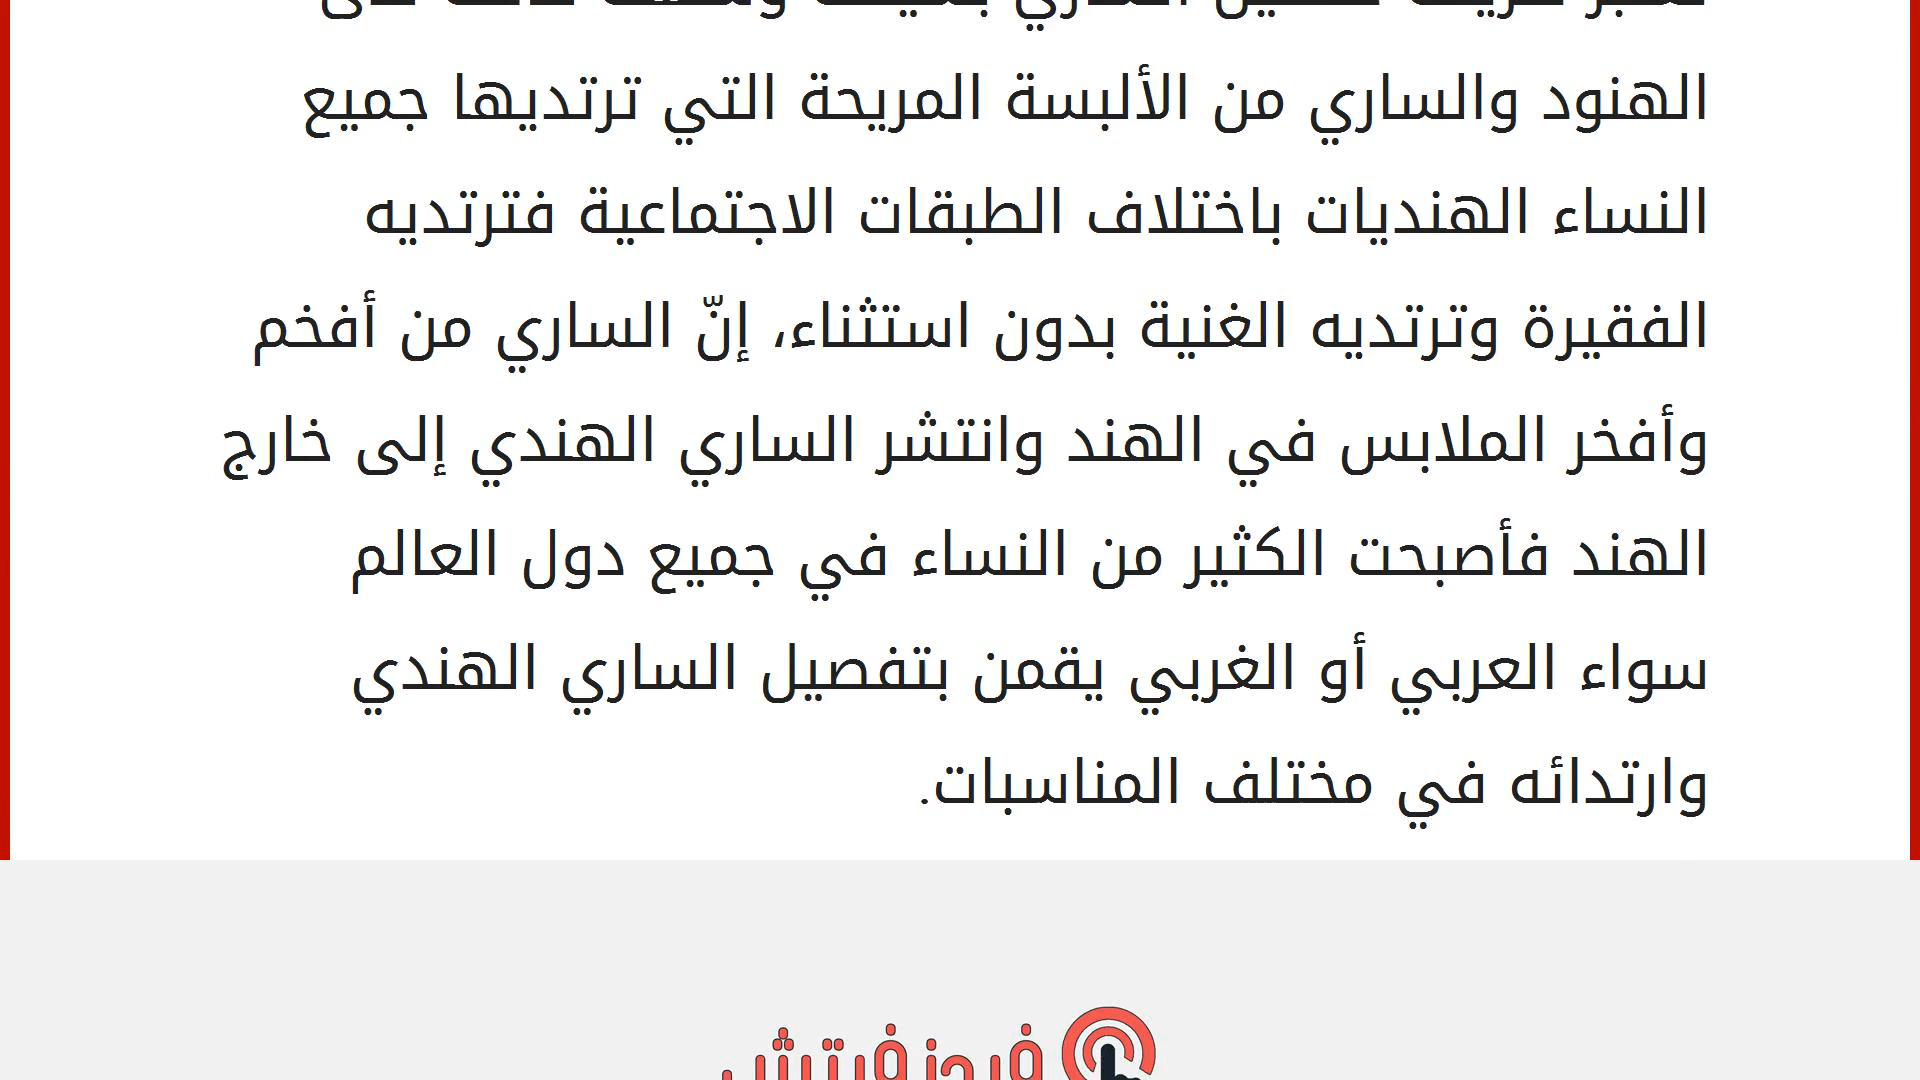 الهنود والساري من الألبسة المريحة التي ترتديها جميع
النساء الهنديات باختلاف الطبقات الاجتماعية فترتديه
الفقيرة وترتديه الغنية بدون استثناء، إنّ الساري من أفخم
وأفخر الملابس في الهند وانتشر الساري الهندي إلى خارج
الهند فأصبحت الكثير من النساء في جميع دول العالم
سواء العربي أو الغربي يقمن بتفصيل الساري الهندي
وارتدائه في مختلف المناسبات.